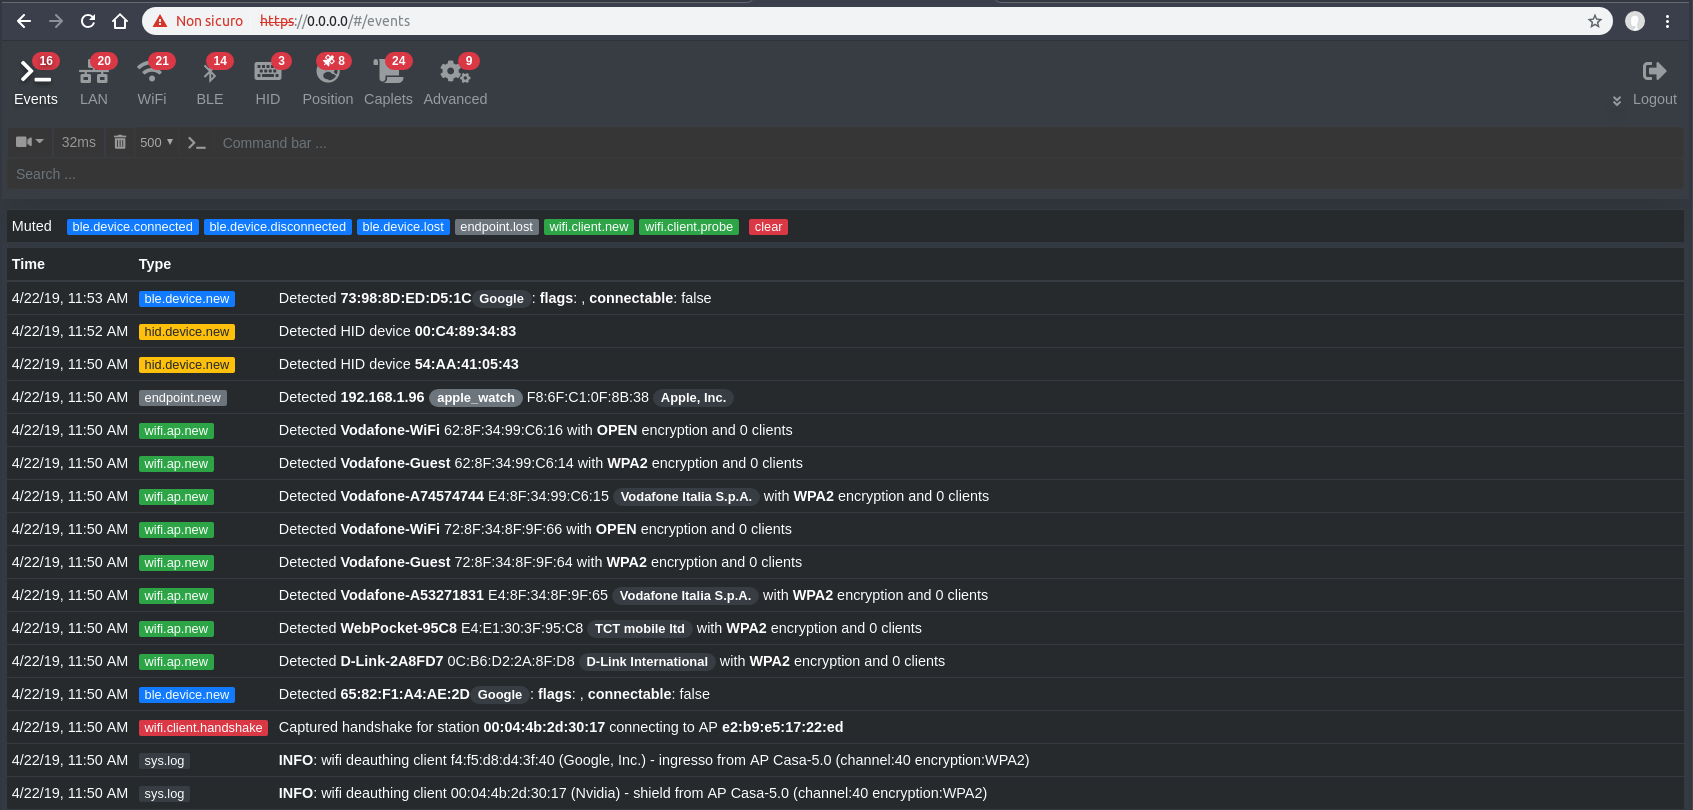 Non sicuro https://0.0.0.0/#/events
16 20 21 14 3 8 24 9
Events LAN WiFi BLE HID Position Caplets Advanced Logout
32ms 500 Command bar ...
Search ...
Muted ble.device.connected ble.device.disconnected ble.device.lost endpoint.lost wifi.client.new wifi.client.probe clear
Time Type
4/22/19, 11:53 AM ble.device.new Detected 73:98:8D:ED:D5:1C Google : flags: , connectable: false
4/22/19, 11:52 AM hid.device.new Detected HID device 00:C4:89:34:83
4/22/19, 11:50 AM hid.device.new Detected HID device 54:AA:41:05:43
4/22/19, 11:50 AM endpoint.new Detected 192.168.1.96 apple_watch F8:6F:C1:0F:8B:38 Apple, Inc.
4/22/19, 11:50 AM wifi.ap.new Detected Vodafone-WiFi 62:8F:34:99:C6:16 with OPEN encryption and 0 clients
4/22/19, 11:50 AM wifi.ap.new Detected Vodafone-Guest 62:8F:34:99:C6:14 with WPA2 encryption and 0 clients
4/22/19, 11:50 AM wifi.ap.new Detected Vodafone-A74574744 E4:8F:34:99:C6:15 Vodafone Italia S.p.A. with WPA2 encryption and 0 clients
4/22/19, 11:50 AM wifi.ap.new Detected Vodafone-WiFi 72:8F:34:8F:9F:66 with OPEN encryption and 0 clients
4/22/19, 11:50 AM wifi.ap.new Detected Vodafone-Guest 72:8F:34:8F:9F:64 with WPA2 encryption and 0 clients
4/22/19, 11:50 AM wifi.ap.new Detected Vodafone-A53271831 E4:8F:34:8F:9F:65 Vodafone Italia S.p.A. with WPA2 encryption and 0 clients
4/22/19, 11:50 AM wifi.ap.new Detected WebPocket-95C8 E4:E1:30:3F:95:C8 TCT mobile ltd with WPA2 encryption and 0 clients
4/22/19, 11:50 AM wifi.ap.new Detected D-Link-2A8FD7 0C:B6:D2:2A:8F:D8 D-Link International with WPA2 encryption and 0 clients
4/22/19, 11:50 AM ble.device.new Detected 65:82:F1:A4:AE:2D Google : flags: , connectable: false
4/22/19, 11:50 AM wifi.client.handshake Captured handshake for station 00:04:4b:2d:30:17 connecting to AP e2:b9:e5:17:22:ed
4/22/19, 11:50 AM sys.log INFO: wifi deauthing client f4:f5:d8:d4:3f:40 (Google, Inc.) - ingresso from AP Casa-5.0 (channel:40 encryption:WPA2)
4/22/19, 11:50 AM sys.log INFO: wifi deauthing client 00:04:4b:2d:30:17 (Nvidia) - shield from AP Casa-5.0 (channel:40 encryption:WPA2)